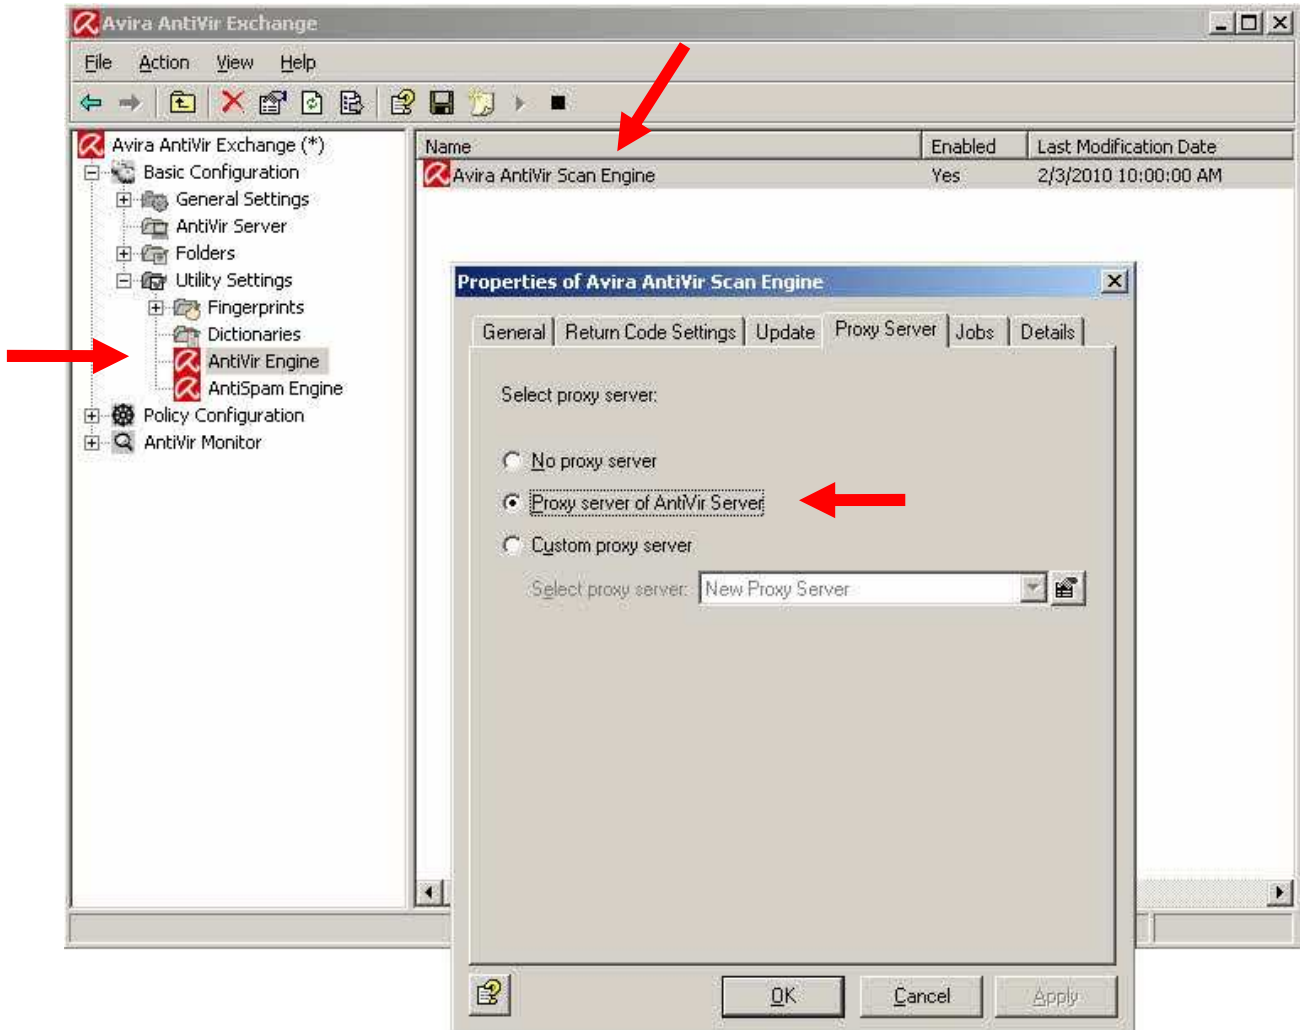 Avira AntiVir Exchange
File Action View Help
Avira AntiVir Exchange (*)
Basic Configuration
General Settings
AntiVir Server
Folders
Utility Settings
Fingerprints
Dictionaries
AntiVir Engine
AntiSpam Engine
Policy Configuration
AntiVir Monitor
Name Enabled Last Modification Date
Avira AntiVir Scan Engine Yes 2/3/2010 10:00:00 AM
Properties of Avira AntiVir Scan Engine
General Return Code Settings Update Proxy Server Jobs Details
Select proxy server:
No proxy server
Proxy server of AntiVir Server
Custom proxy server
Select proxy server: New Proxy Server
OK Cancel Apply